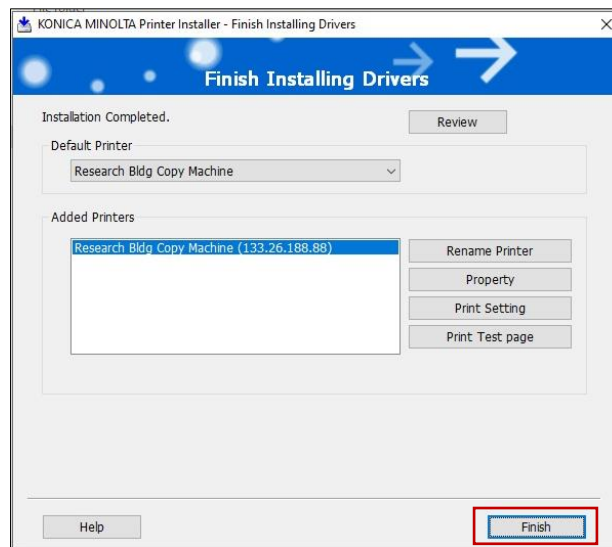 KONICA MINOLTA Printer Installer - Finish Installing Drivers
Finish Installing Drivers
Installation Completed.
Review
Default Printer
Research Bldg Copy Machine
Added Printers
Research Bldg Copy Machine (133.26.188.88)
Rename Printer
Property
Print Setting
Print Test page
Help
Finish